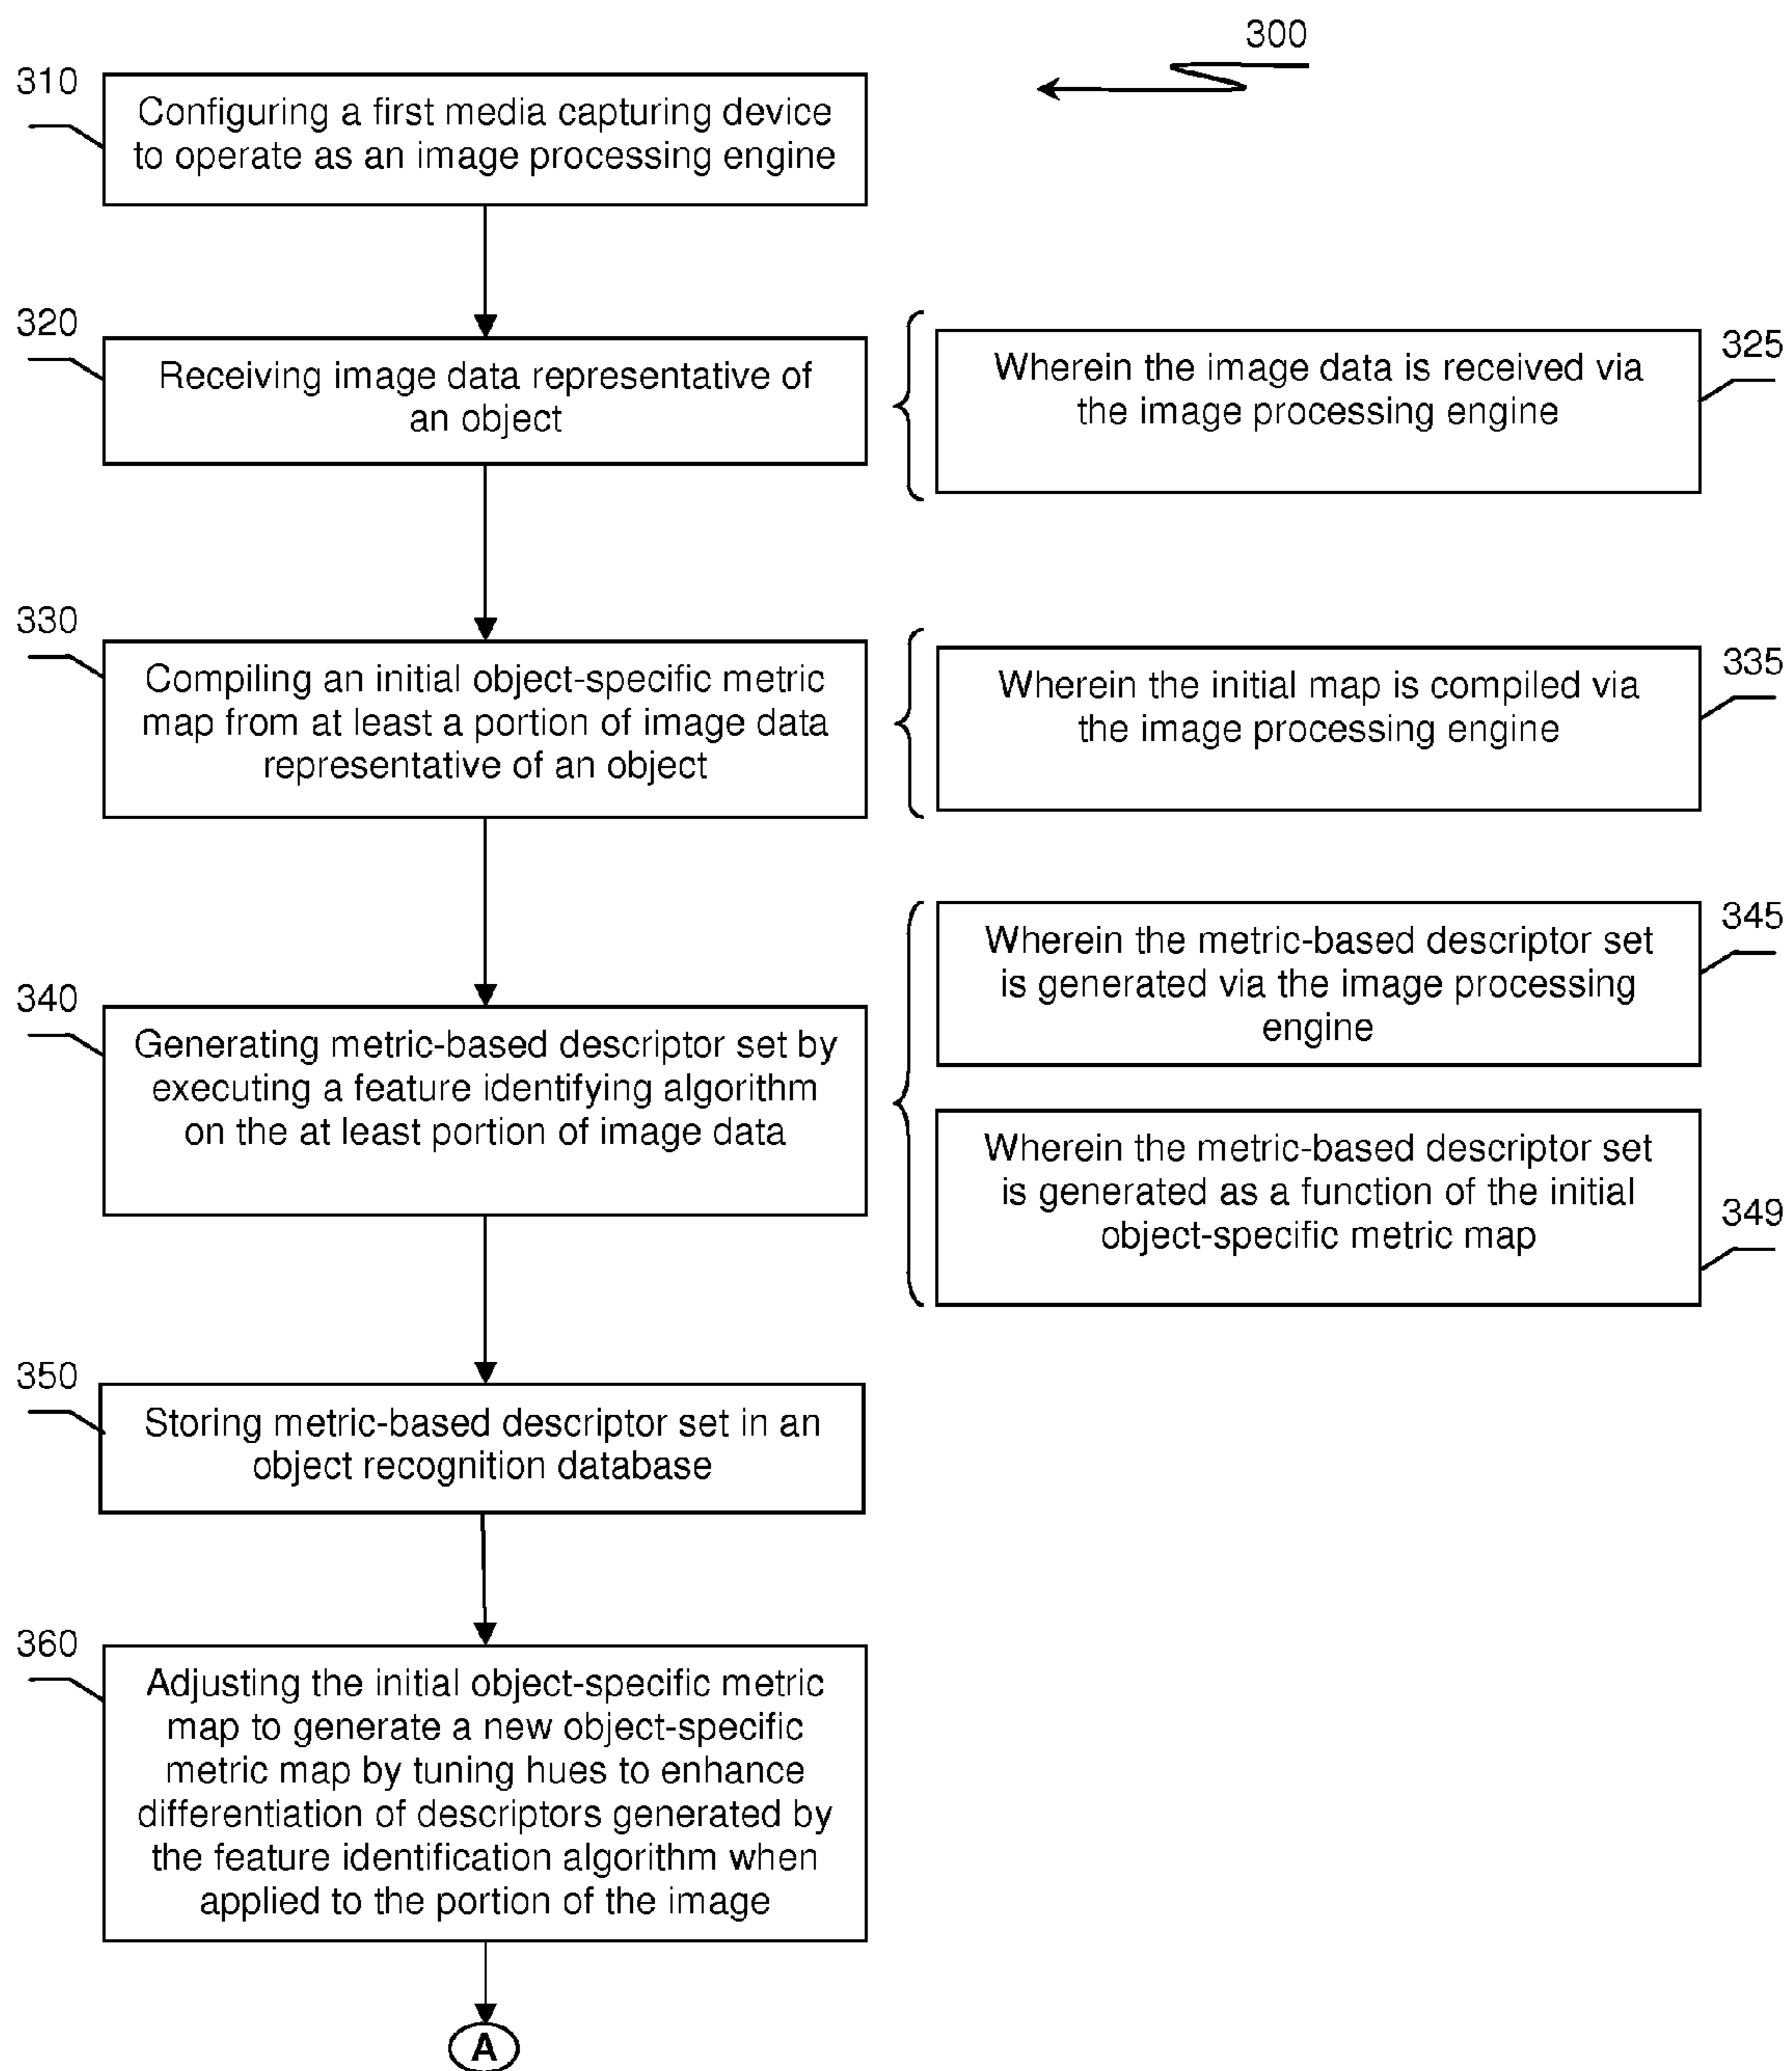 300
310
Configuring a first media capturing device
to operate as an image processing engine
320
Receiving image data representative of
an object
325
Wherein the image data is received via
the image processing engine
330
Compiling an initial object-specific metric
map from at least a portion of image data
representative of an object
335
Wherein the initial map is compiled via
the image processing engine
340
Generating metric-based descriptor set by
executing a feature identifying algorithm
on the at least portion of image data
345
Wherein the metric-based descriptor set
is generated via the image processing
engine
Wherein the metric-based descriptor set
is generated as a function of the initial
object-specific metric map
349
350
Storing metric-based descriptor set in an
object recognition database
360
Adjusting the initial object-specific metric
map to generate a new object-specific
metric map by tuning hues to enhance
differentiation of descriptors generated by
the feature identification algorithm when
applied to the portion of the image
A